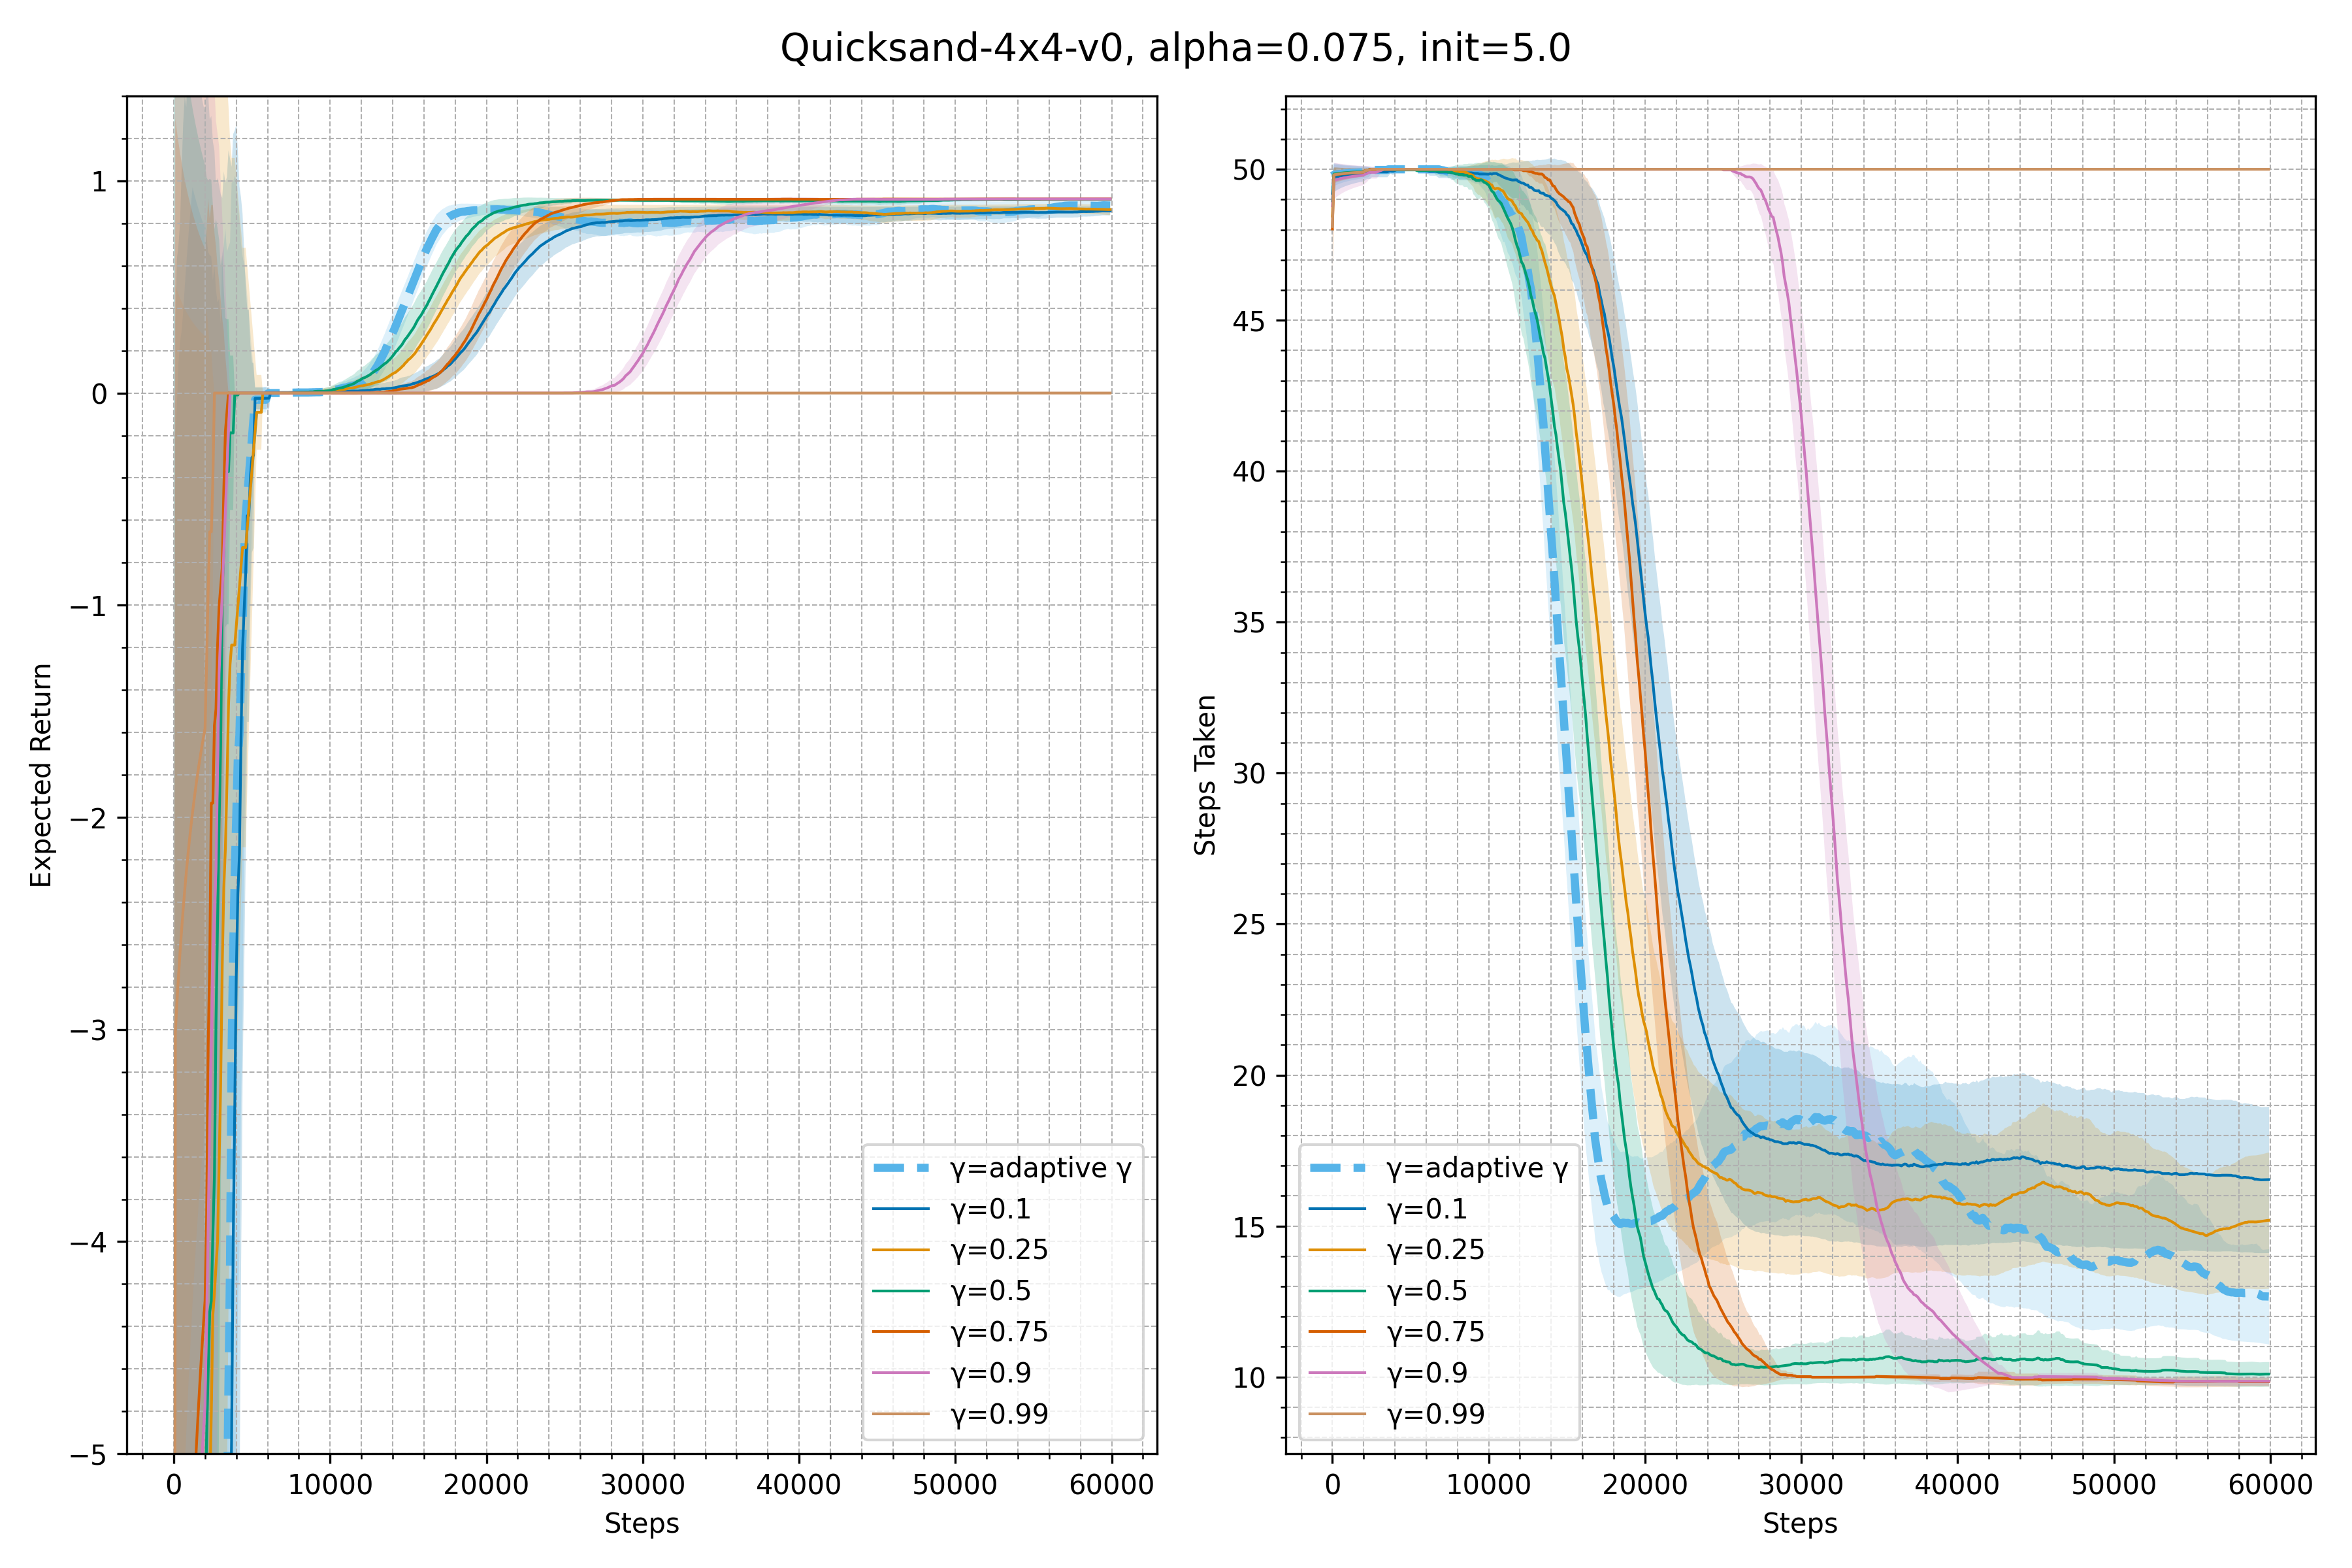 Quicksand-4x4-v0, alpha=0.075, init=5.0
Expected Return
1
0
−1
−2
−3
−4
−5
0 10000 20000 30000 40000 50000 60000
Steps
γ=adaptive γ
γ=0.1
γ=0.25
γ=0.5
γ=0.75
γ=0.9
γ=0.99
Steps Taken
50
45
40
35
30
25
20
15
10
0 10000 20000 30000 40000 50000 60000
Steps
γ=adaptive γ
γ=0.1
γ=0.25
γ=0.5
γ=0.75
γ=0.9
γ=0.99